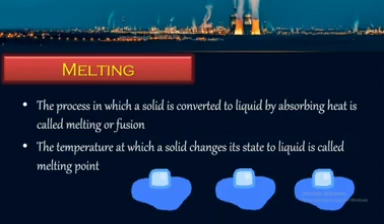 MELTING
• The process in which a solid is converted to liquid by absorbing heat is
called melting or fusion
• The temperature at which a solid changes its state to liquid is called
melting point